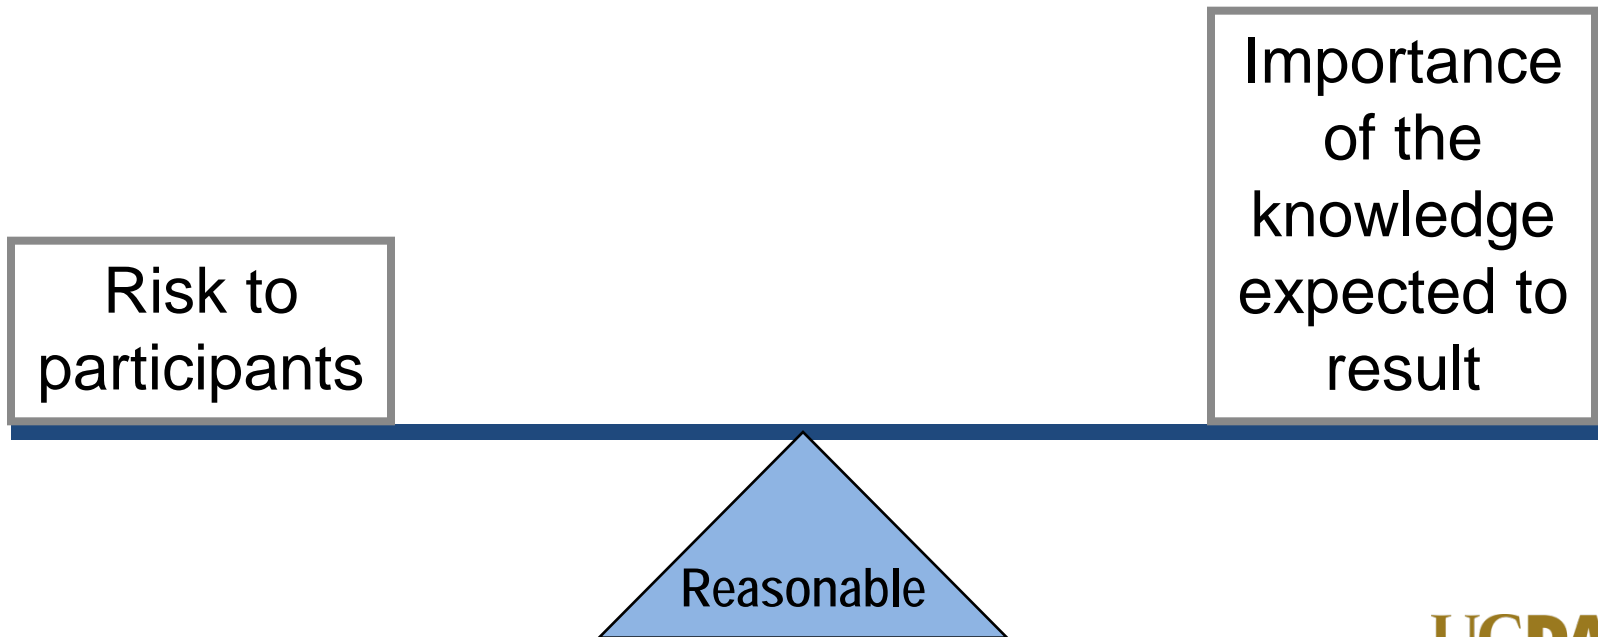 Risk to
participants
Importance
of the
knowledge
expected to
result
Reasonable